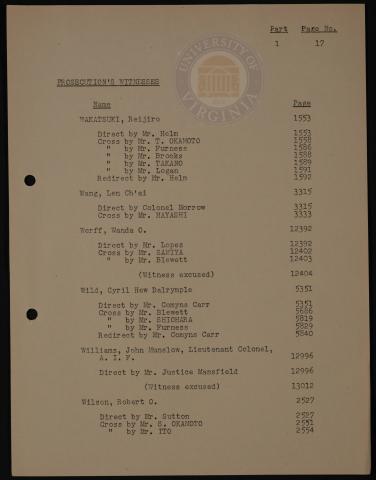 Part Page No.
1 17
UNIVERSITY OF VIRGINIA
PROSECUTION'S WITNESSES
Name Page
WAKATSUKI, Reijiro 1553
Direct by Mr. Helm 1553
Cross by Mr. T. OKAMOTO 1558
" by Mr. Furness 1586
" by Mr. Brooks 1588
" by Mr. TAKANO 1589
" by Mr. Logan 1591
Redirect by Mr. Helm 1592
Wang, Len Ch'ai 3315
Direct by Colonel Morrow 3315
Cross by Mr. HAYASHI 3333
Werff, Wanda O. 12392
Direct by Mr. Lopez 12392
Cross by Mr. 12402
" by Mr. Blewett 12403
(Witness excused) 12404
Wild, Cyril Hew Dalrymple 5351
Direct by Mr. Comyns Carr 5351
Cross by Mr. Blewett 5686
" by Mr. SHIOHARA 5819
" by Mr. Furness 5829
Redirect by Mr. Comyns Carr 5840
Williams, John Munslow, Lieutenant Colonel,
A. I. F. 12996
Direct by Mr. Justice Mansfield 12996
(Witness excused) 13012
Wilson, Robert O. 2527
Direct by Mr. Sutton 2527
Cross by Mr. S. OKAMOTO 2551
" by Mr. ITO 2554